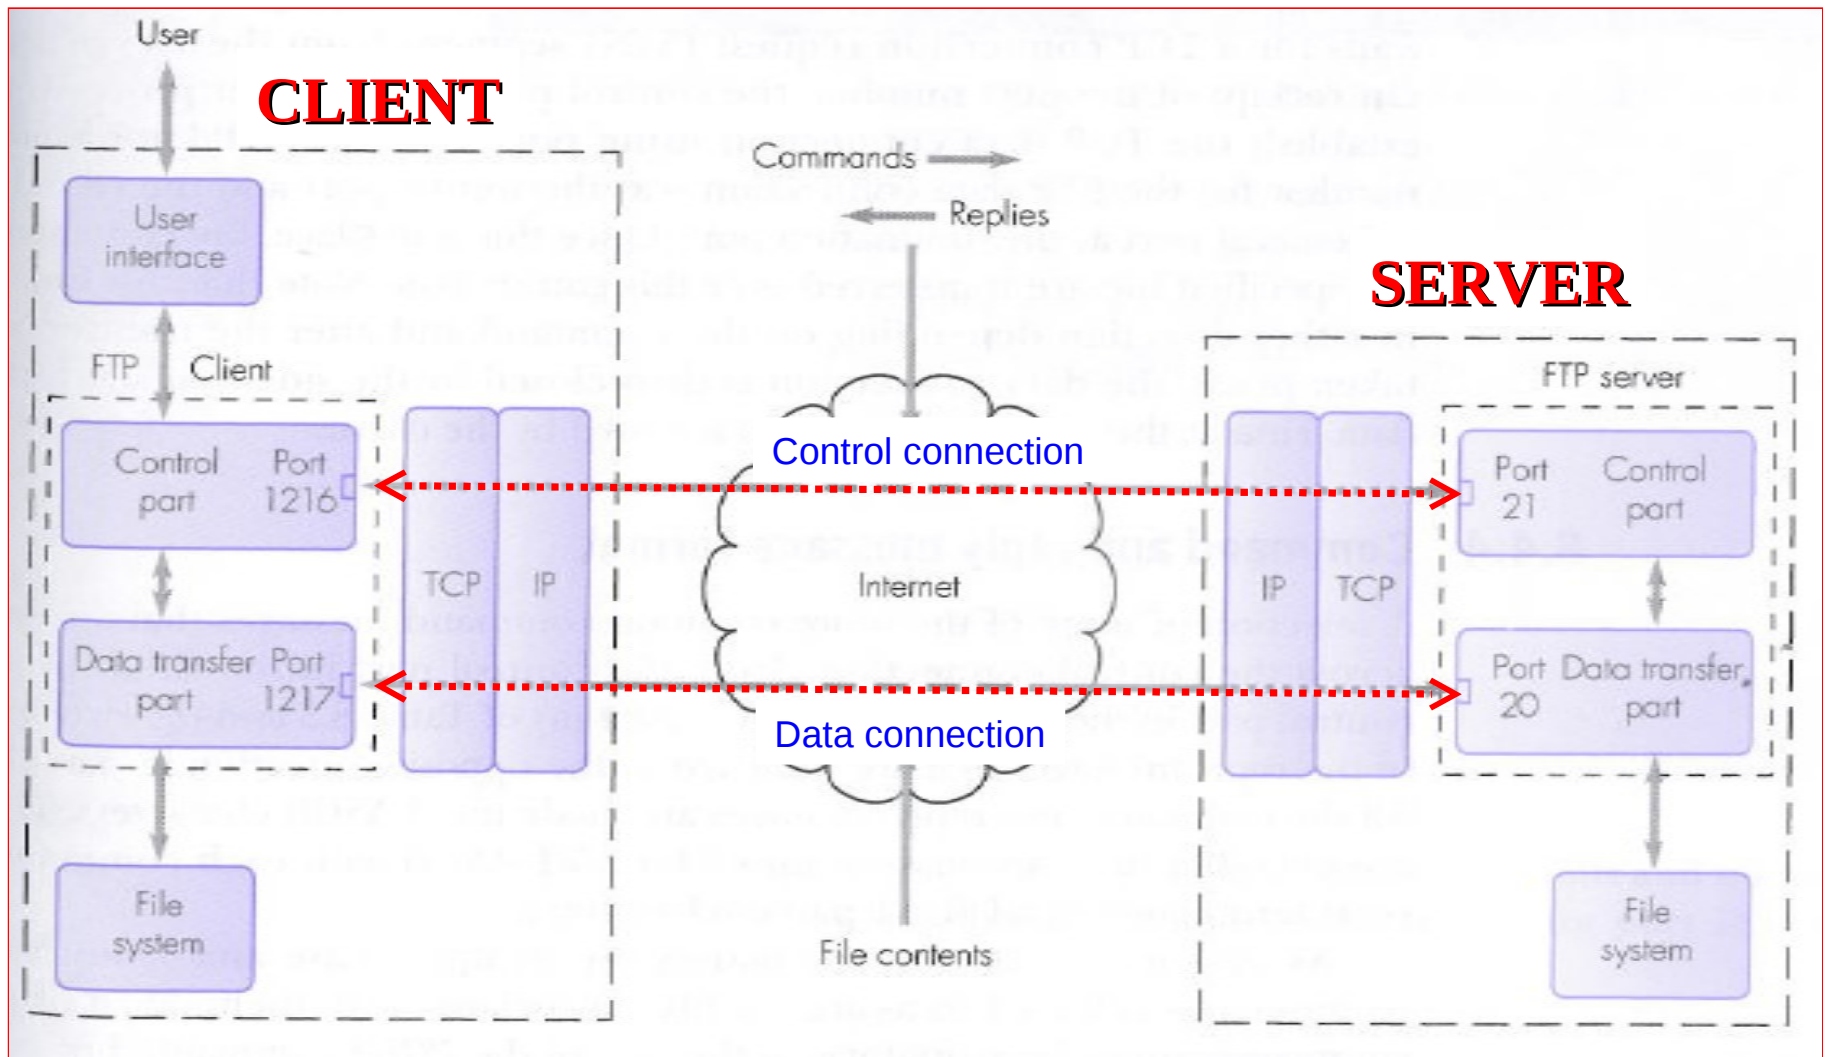 User
CLIENT
Commands
Replies
User
interface
SERVER
FTP Client
FTP server
Control connection
Control
part
Port
1216
Port
21
Control
part
TCP
IP
Internet
IP
TCP
Data transfer
part
Port
1217
Port
20
Data transfer
part
Data connection
File
system
File contents
File
system